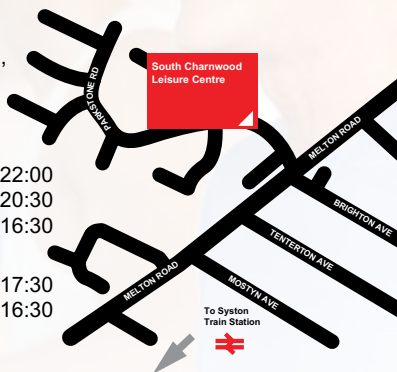 ,
South Charnwood
Leisure Centre
PARKSTONE RD
MELTON ROAD
22:00
20:30
16:30
BRIGHTON AVE
TENTERTON AVE
17:30
16:30
MELTON ROAD
MOSTYN AVE
To Syston
Train Station